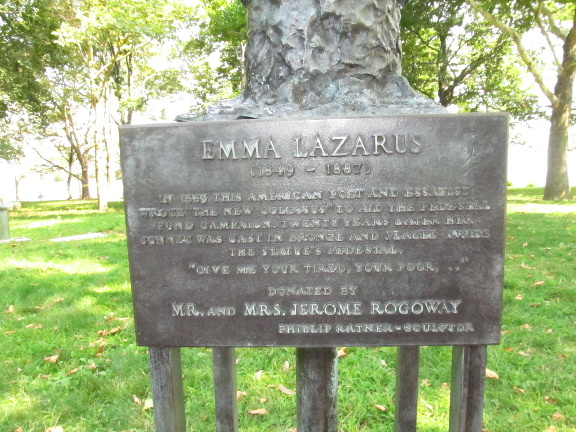 EMMA LAZARUS
(1849 - 1887)
IN 1883 THIS AMERICAN POET AND ESSAYIST
WROTE "THE NEW COLOSSUS" TO AID THE PEDESTAL
FUND CAMPAIGN. TWENTY YEARS LATER HER
SONNET WAS CAST IN BRONZE AND PLACED INSIDE
THE STATUE'S PEDESTAL.
"GIVE ME YOUR TIRED, YOUR POOR, . ."
DONATED BY
MR. AND MRS. JEROME ROGOWAY
PHILLIP RATNER - SCULPTOR